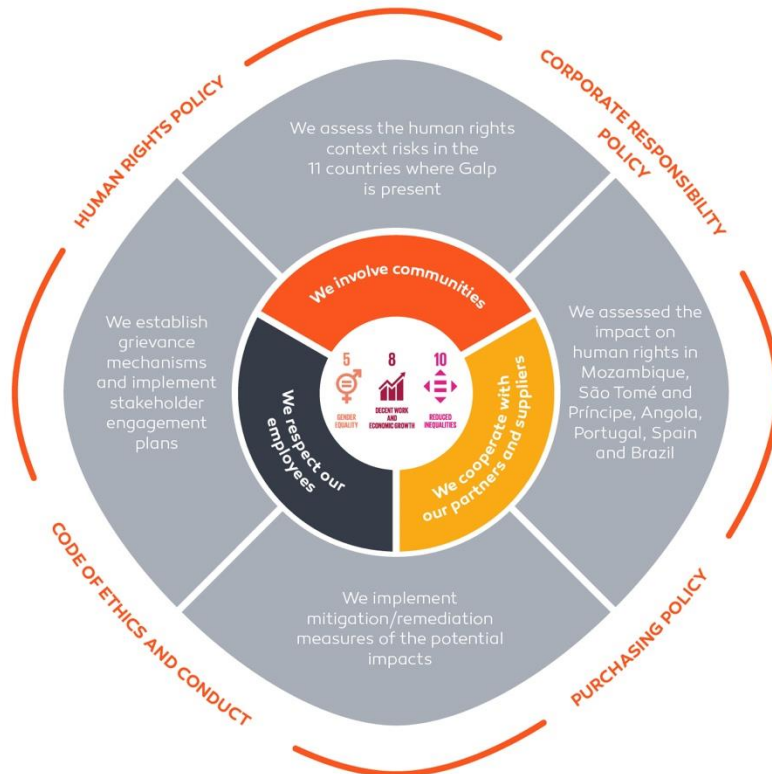 HUMAN RIGHTS POLICY
CORPORATE RESPONSIBILITY
POLICY
We assess the human rights
context risks in the
11 countries where Galp
is present
We involve communities
We establish
grievance
mechanisms
and implement
stakeholder
engagement
plans
5
GENDER
EQUALITY
8
DECENT WORK
AND
ECONOMIC GROWTH
10
REDUCED
INEQUALITIES
We assessed the
impact on
human rights in
Mozambique,
São Tomé and
Príncipe, Angola,
Portugal, Spain
and Brazil
We respect our
employees
We cooperate with
our partners and suppliers
We implement
mitigation/remediation
measures of the potential
impacts
CODE OF ETHICS AND CONDUCT
PURCHASING POLICY